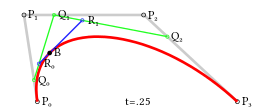 P₁ Q₁ R₁ P₂
Q₂
B
R₀
Q₀
P₀ t=.25 P₃